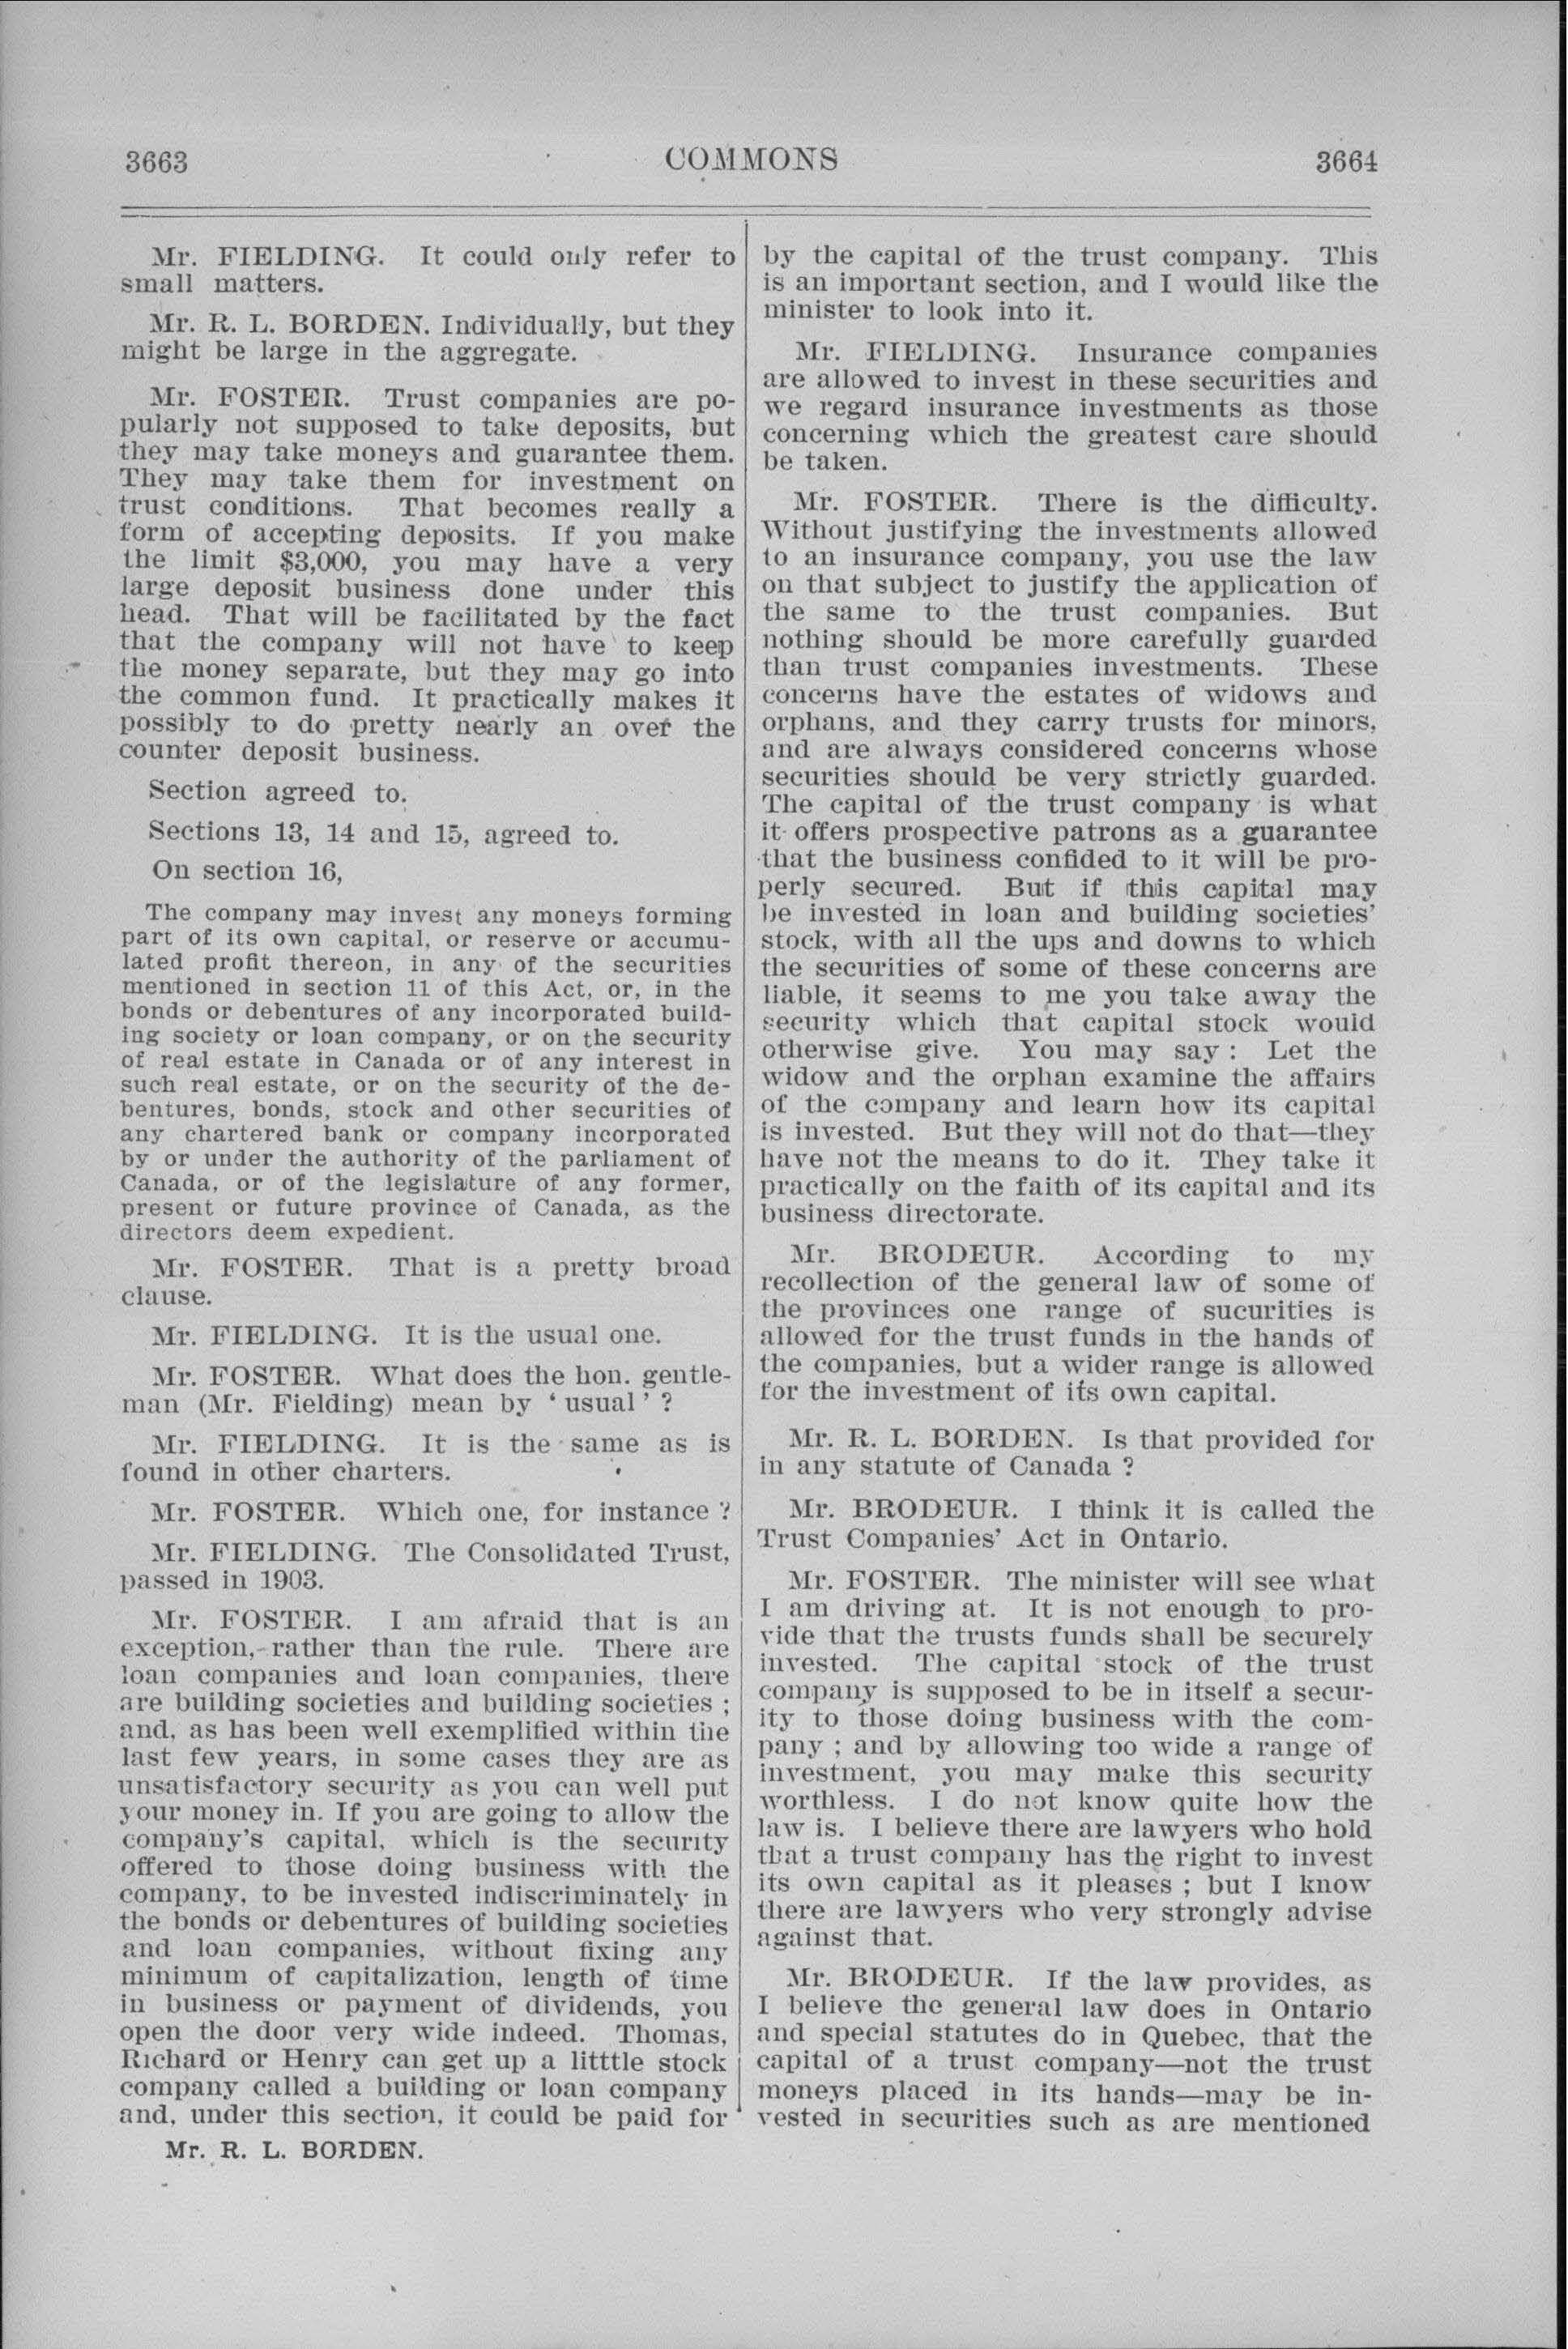 3663
COMMONS
3664
Mr. FIELDING. It could only refer to
small matters.
Mr. R. L. BORDEN. Individually, but they
might be large in the aggregate.
Mr. FOSTER. Trust companies are po-
pularly not supposed to take deposits, but
they may take moneys and guarantee them.
They may take them for investment on
trust conditions. That becomes really a
form of accepting deposits. If you make
the limit $3,000, you may have a very
large deposit business done under this
head. That will be facilitated by the fact
that the company will not have to keep
the money separate, but they may go into
the common fund. It practically makes it
possibly to do pretty nearly an over the
counter deposit business.
Section agreed to.
Sections 13, 14 and 15, agreed to.
On section 16,
The company may invest any moneys forming
part of its own capital, or reserve or accumu-
lated profit thereon, in any of the securities
mentioned in section 11 of this Act, or, in the
bonds or debentures of any incorporated build-
ing society or loan company, or on the security
of real estate in Canada or of any interest in
such real estate, or on the security of the de-
bentures, bonds, stock and other securities of
any chartered bank or company incorporated
by or under the authority of the parliament of
Canada, or of the legislature of any former,
present or future province of Canada, as the
directors deem expedient.
Mr. FOSTER. That is a pretty broad
clause.
Mr. FIELDING. It is the usual one.
Mr. FOSTER. What does the hon. gentle-
man (Mr. Fielding) mean by ‘ usual ’ ?
Mr. FIELDING. It is the same as is
found in other charters.
Mr. FOSTER. Which one, for instance ?
Mr. FIELDING. The Consolidated Trust,
passed in 1903.
Mr. FOSTER. I am afraid that is an
exception, rather than the rule. There are
loan companies and loan companies, there
are building societies and building societies ;
and, as has been well exemplified within the
last few years, in some cases they are as
unsatisfactory security as you can well put
your money in. If you are going to allow the
company's capital, which is the security
offered to those doing business with the
company, to be invested indiscriminately in
the bonds or debentures of building societies
and loan companies, without fixing any
minimum of capitalization, length of time
in business or payment of dividends, you
open the door very wide indeed. Thomas,
Richard or Henry can get up a litttle stock
company called a building or loan company
and, under this section, it could be paid for
Mr. R. L. BORDEN.
by the capital of the trust company. This
is an important section, and I would like the
minister to look into it.
Mr. FIELDING. Insurance companies
are allowed to invest in these securities and
we regard insurance investments as those
concerning which the greatest care should
be taken.
Mr. FOSTER. There is the difficulty.
Without justifying the investments allowed
to an insurance company, you use the law
on that subject to justify the application of
the same to the trust companies. But
nothing should be more carefully guarded
than trust companies investments. These
concerns have the estates of widows and
orphans, and they carry trusts for minors,
and are always considered concerns whose
securities should be very strictly guarded.
The capital of the trust company is what
it offers prospective patrons as a guarantee
that the business confided to it will be pro-
perly secured. But if this capital may
be invested in loan and building societies'
stock, with all the ups and downs to which
the securities of some of these concerns are
liable, it seems to me you take away the
security which that capital stock would
otherwise give. You may say : Let the
widow and the orphan examine the affairs
of the company and learn how its capital
is invested. But they will not do that—they
have not the means to do it. They take it
practically on the faith of its capital and its
business directorate.
Mr. BRODEUR. According to my
recollection of the general law of some of
the provinces one range of sucurities is
allowed for the trust funds in the hands of
the companies, but a wider range is allowed
for the investment of its own capital.
Mr. R. L. BORDEN. Is that provided for
in any statute of Canada ?
Mr. BRODEUR. I think it is called the
Trust Companies' Act in Ontario.
Mr. FOSTER. The minister will see what
I am driving at. It is not enough to pro-
vide that the trusts funds shall be securely
invested. The capital stock of the trust
company is supposed to be in itself a secur-
ity to those doing business with the com-
pany ; and by allowing too wide a range of
investment, you may make this security
worthless. I do not know quite how the
law is. I believe there are lawyers who hold
that a trust company has the right to invest
its own capital as it pleases ; but I know
there are lawyers who very strongly advise
against that.
Mr. BRODEUR. If the law provides, as
I believe the general law does in Ontario
and special statutes do in Quebec, that the
capital of a trust company—not the trust
moneys placed in its hands—may be in-
vested in securities such as are mentioned